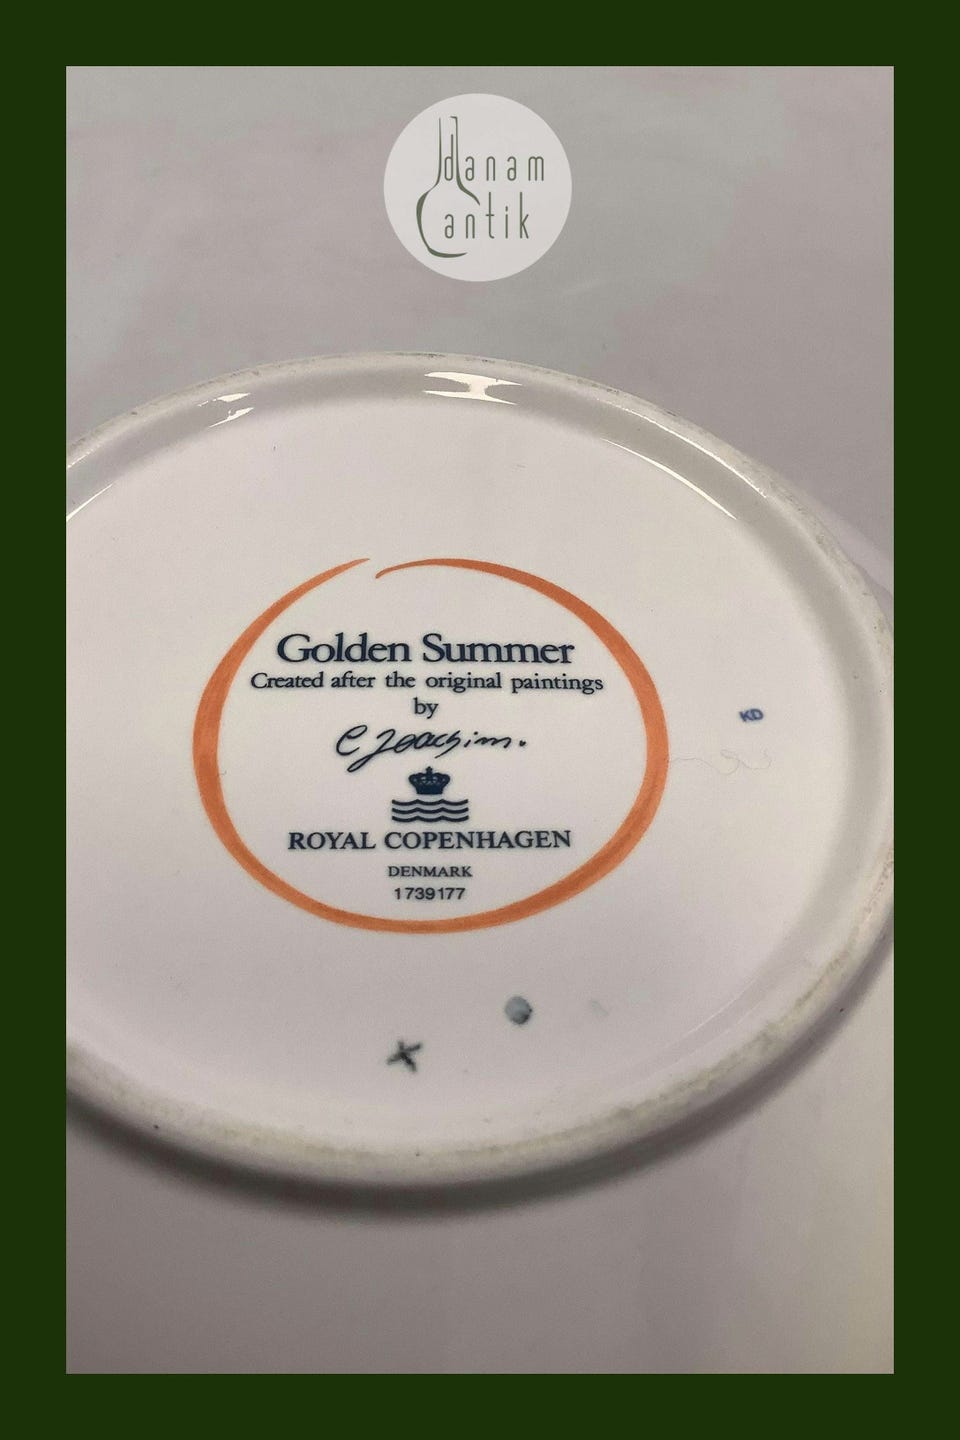 danam
antik
Golden Summer
Created after the original paintings
by
C Joachim.
ROYAL COPENHAGEN
DENMARK
1739177
KD